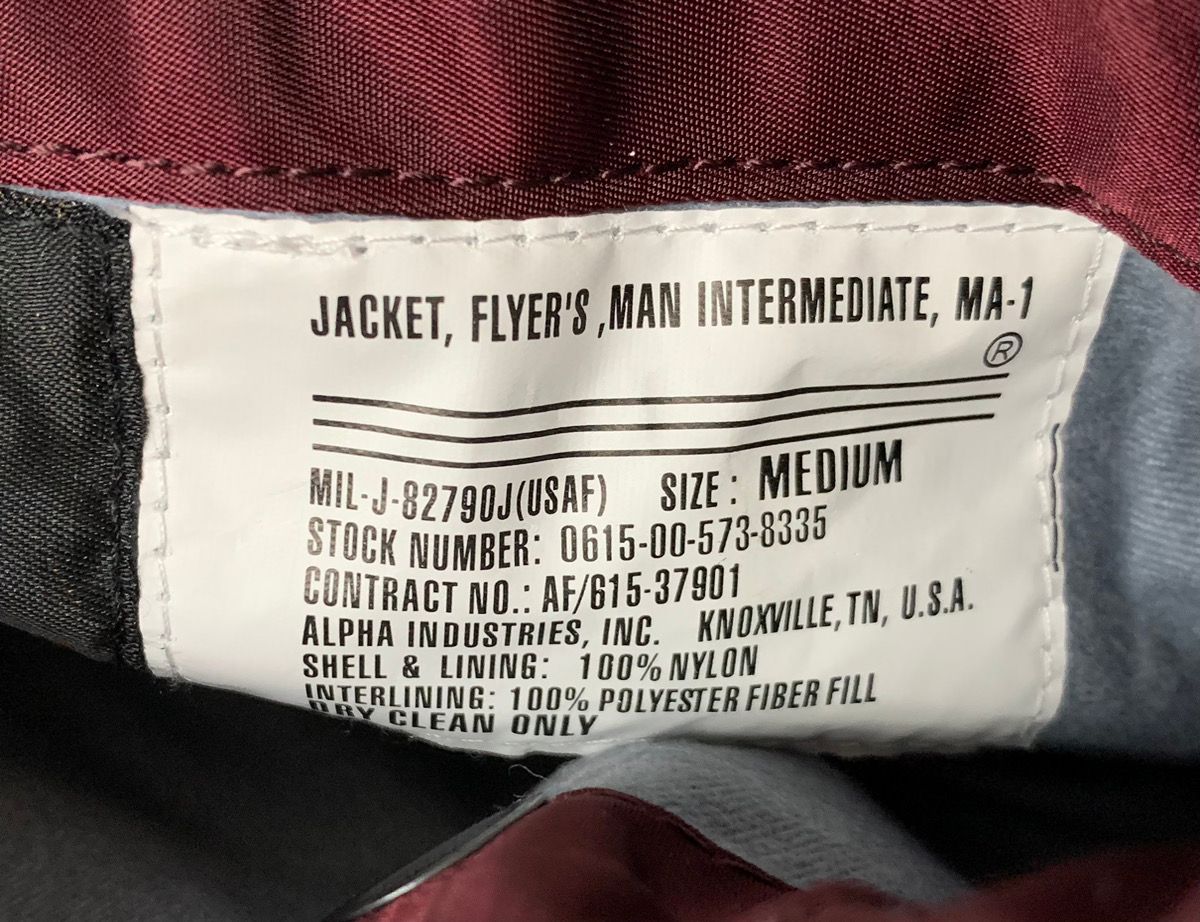 JACKET, FLYER'S ,MAN INTERMEDIATE, MA-1
®
MIL-J-82790J(USAF) SIZE: MEDIUM
STOCK NUMBER: 0615-00-573-8335
CONTRACT NO.: AF/615-37901
ALPHA INDUSTRIES, INC. KNOXVILLE, TN, U.S.A.
SHELL & LINING: 100% NYLON
INTERLINING: 100% POLYESTER FIBER FILL
DRY CLEAN ONLY